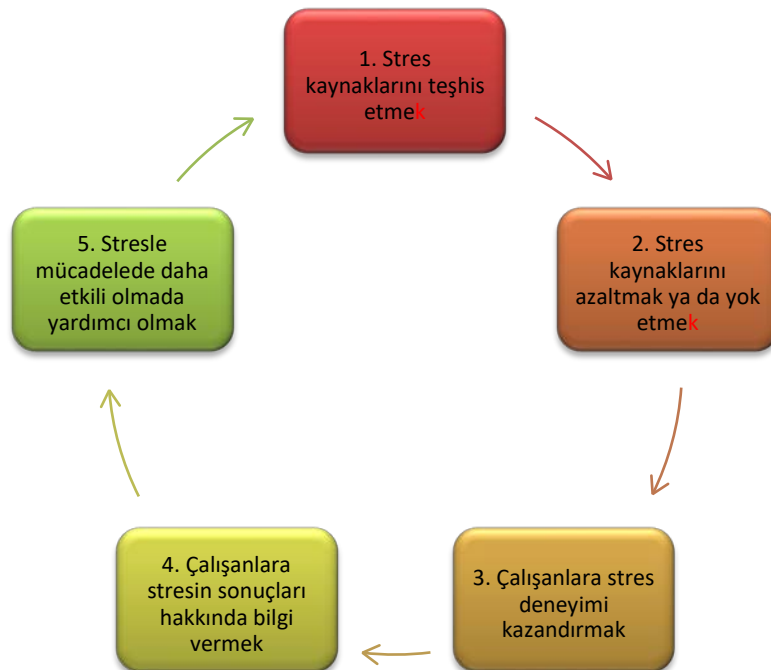 1. Stres
kaynaklarını teşhis
etmek
2. Stres
kaynaklarını
azaltmak ya da yok
etmek
3. Çalışanlara stres
deneyimi
kazandırmak
4. Çalışanlara
stresin sonuçları
hakkında bilgi
vermek
5. Stresle
mücadelede daha
etkili olmada
yardımcı olmak